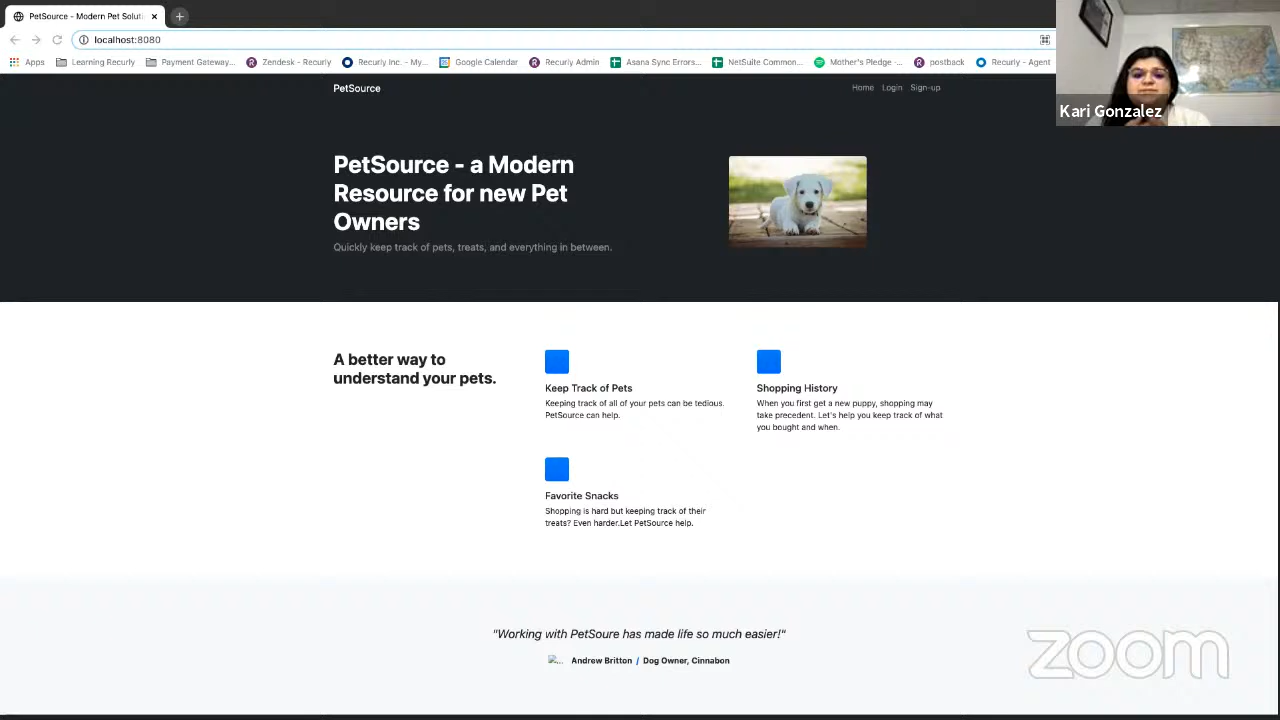 PetSource - Modern Pet Soluti
localhost:8080
Apps
Learning Recurly
Payment Gateway...
Zendesk - Recurly
Recurly Inc. - My...
Google Calendar
Recurly Admin
Asana Sync Errors...
NetSuite Common...
Mother's Pledge -...
postback
Recurly - Agent
Kari Gonzalez
PetSource
Home Login Sign-up
PetSource - a Modern
Resource for new Pet
Owners
Quickly keep track of pets, treats, and everything in between.
A better way to
understand your pets.
Keep Track of Pets
Keeping track of all of your pets can be tedious.
PetSource can help.
Shopping History
When you first get a new puppy, shopping may
take precedent. Let's help you keep track of what
you bought and when.
Favorite Snacks
Shopping is hard but keeping track of their
treats? Even harder.Let PetSource help.
"Working with PetSoure has made life so much easier!"
Andrew Britton / Dog Owner, Cinnabon
zoom